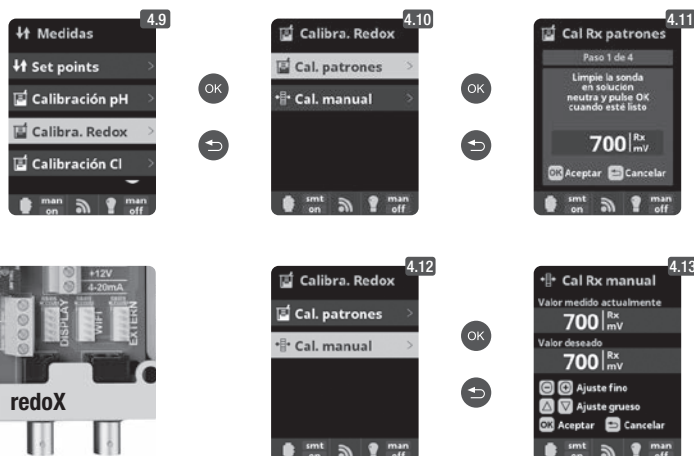 4.9
Medidas
Set points
Calibración pH
Calibra. Redox
Calibración Cl
man on
man off
OK
4.10
Calibra. Redox
Cal. patrones
Cal. manual
smt on
man off
OK
4.11
Cal Rx patrones
Paso 1 de 4
Limpie la sonda
en solución
neutra y pulse OK
cuando esté listo
700 Rx mV
OK Aceptar Cancelar
smt on
man off
+12V
4-20mA
DISPLAY
WIFI
EXTERN
redoX
4.12
Calibra. Redox
Cal. patrones
Cal. manual
smt on
man off
OK
4.13
Cal Rx manual
Valor medido actualmente
700 Rx mV
Valor deseado
700 Rx mV
Ajuste fino
Ajuste grueso
OK Aceptar Cancelar
smt on
man off